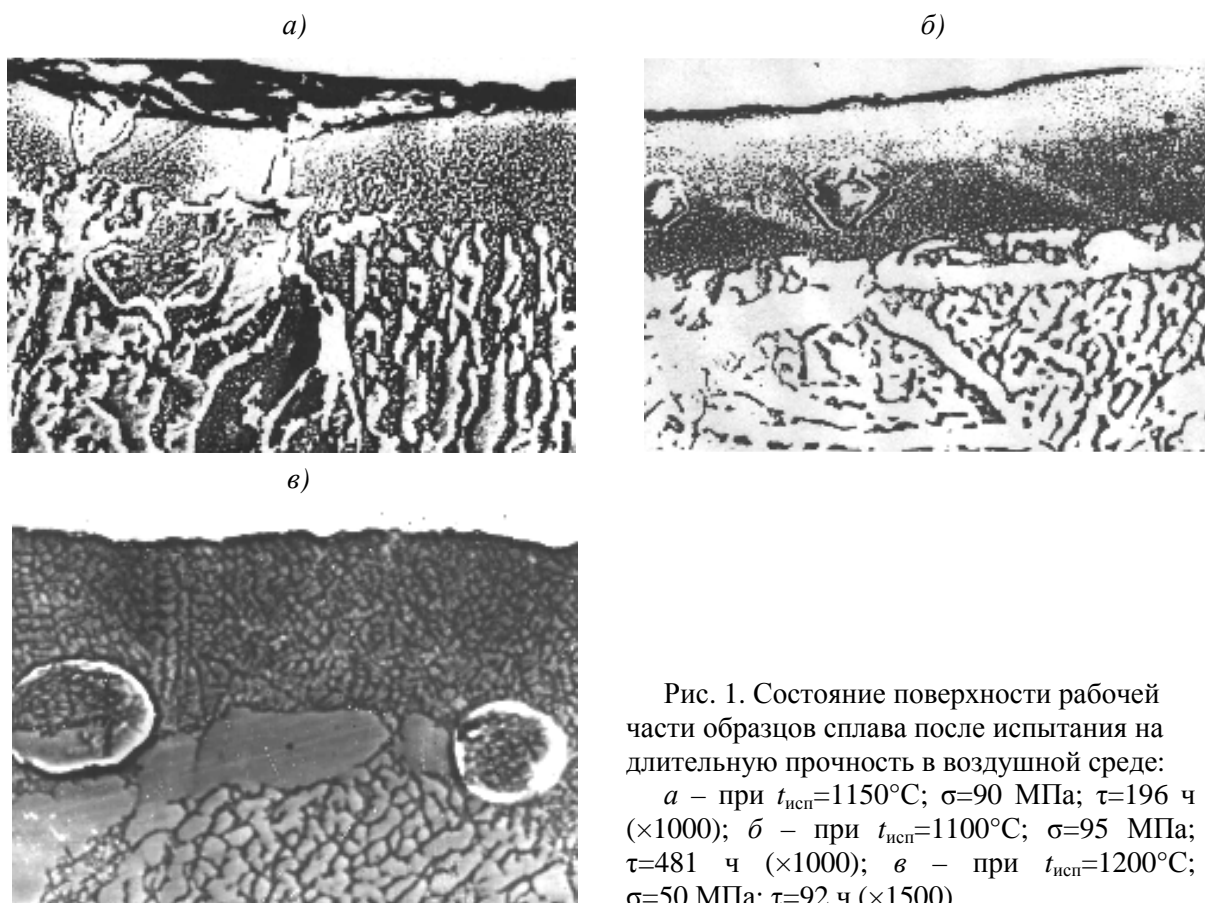 а)
б)
в)
Рис. 1. Состояние поверхности рабочей
части образцов сплава после испытания на
длительную прочность в воздушной среде:
а – при tисп=1150°С; σ=90 МПа; τ=196 ч
(×1000); б – при tисп=1100°С; σ=95 МПа;
τ=481 ч (×1000); в – при tисп=1200°С;
σ=50 МПа; τ=92 ч (×1500)